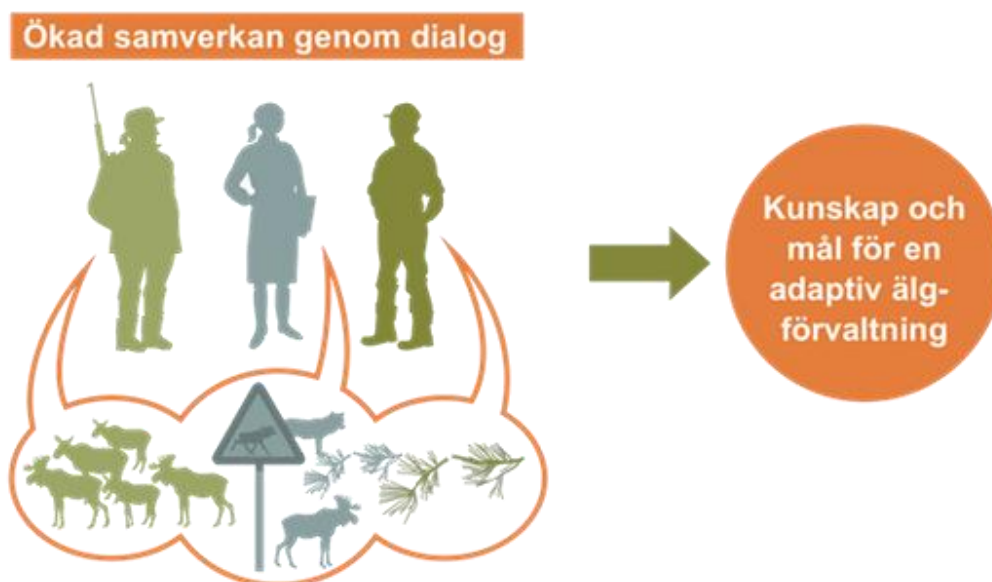 Ökad samverkan genom dialog
Kunskap och
mål för en
adaptiv älg-
förvaltning